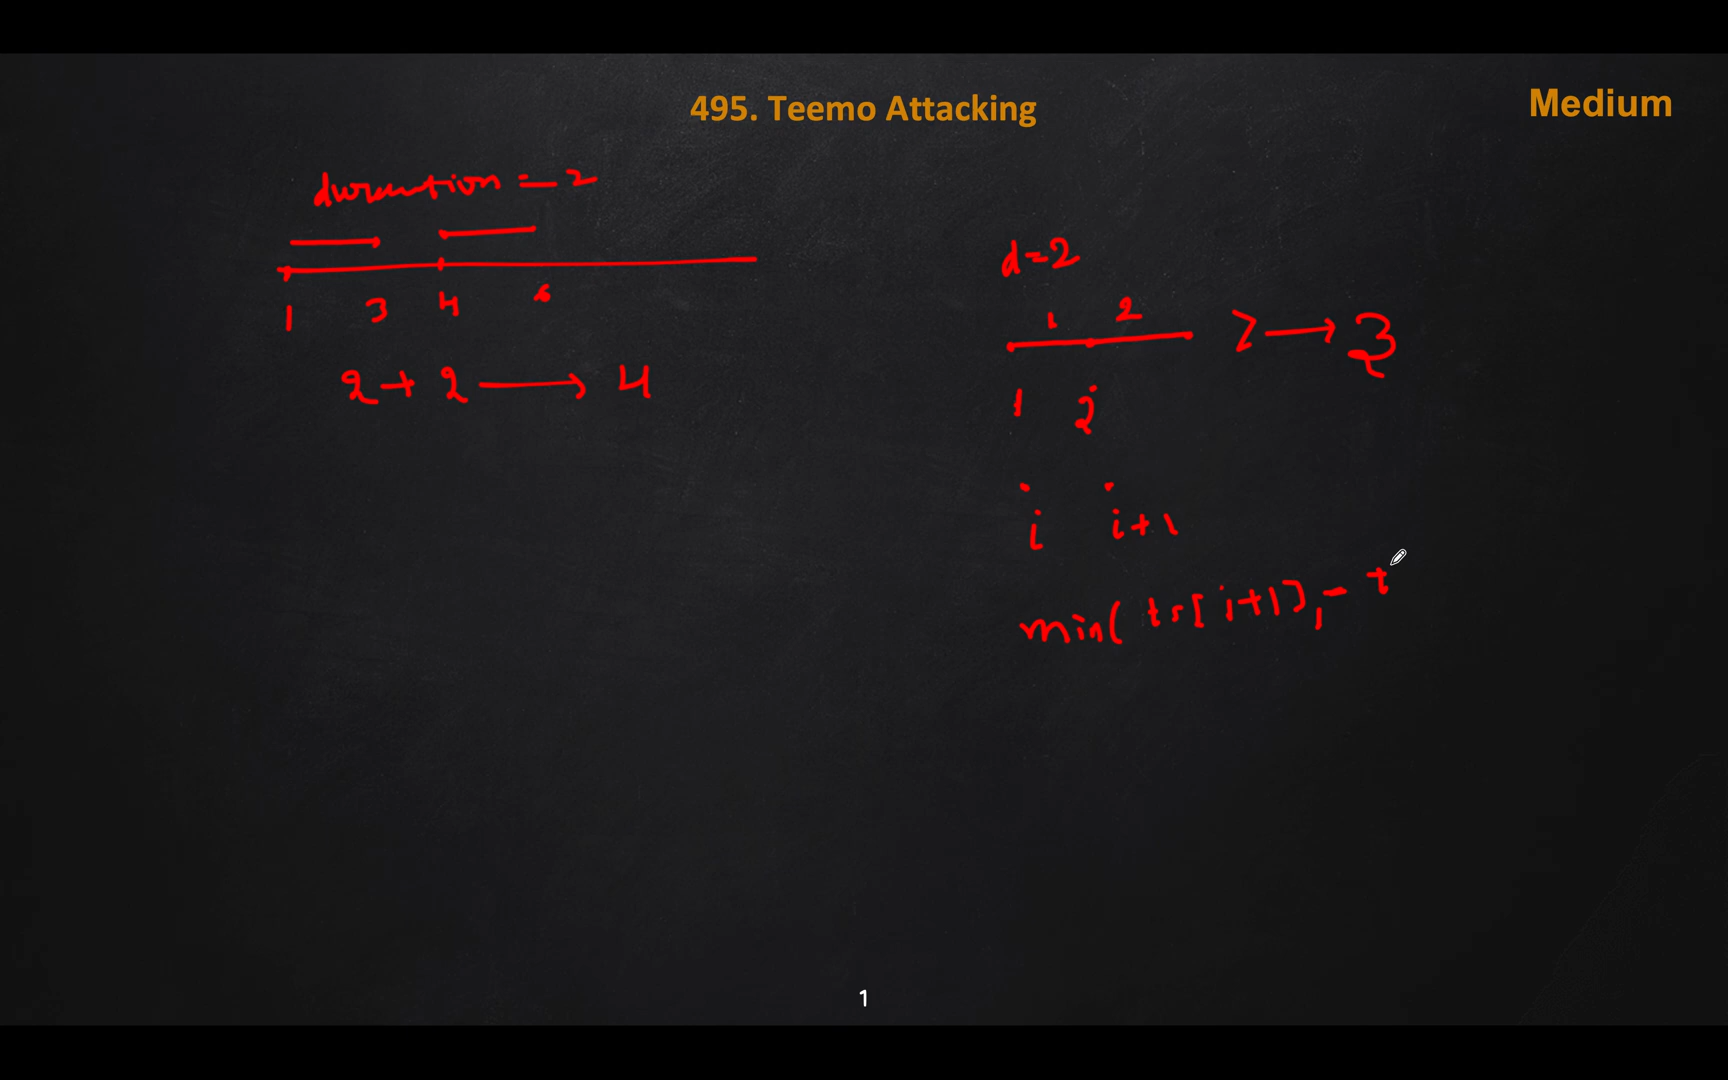 495. Teemo Attacking
Medium
duration = 2
1 3 4 6
2 + 2 → 4
d=2
1 2
→ 3
1 2
i i+1
min( ts[i+1], - t
1